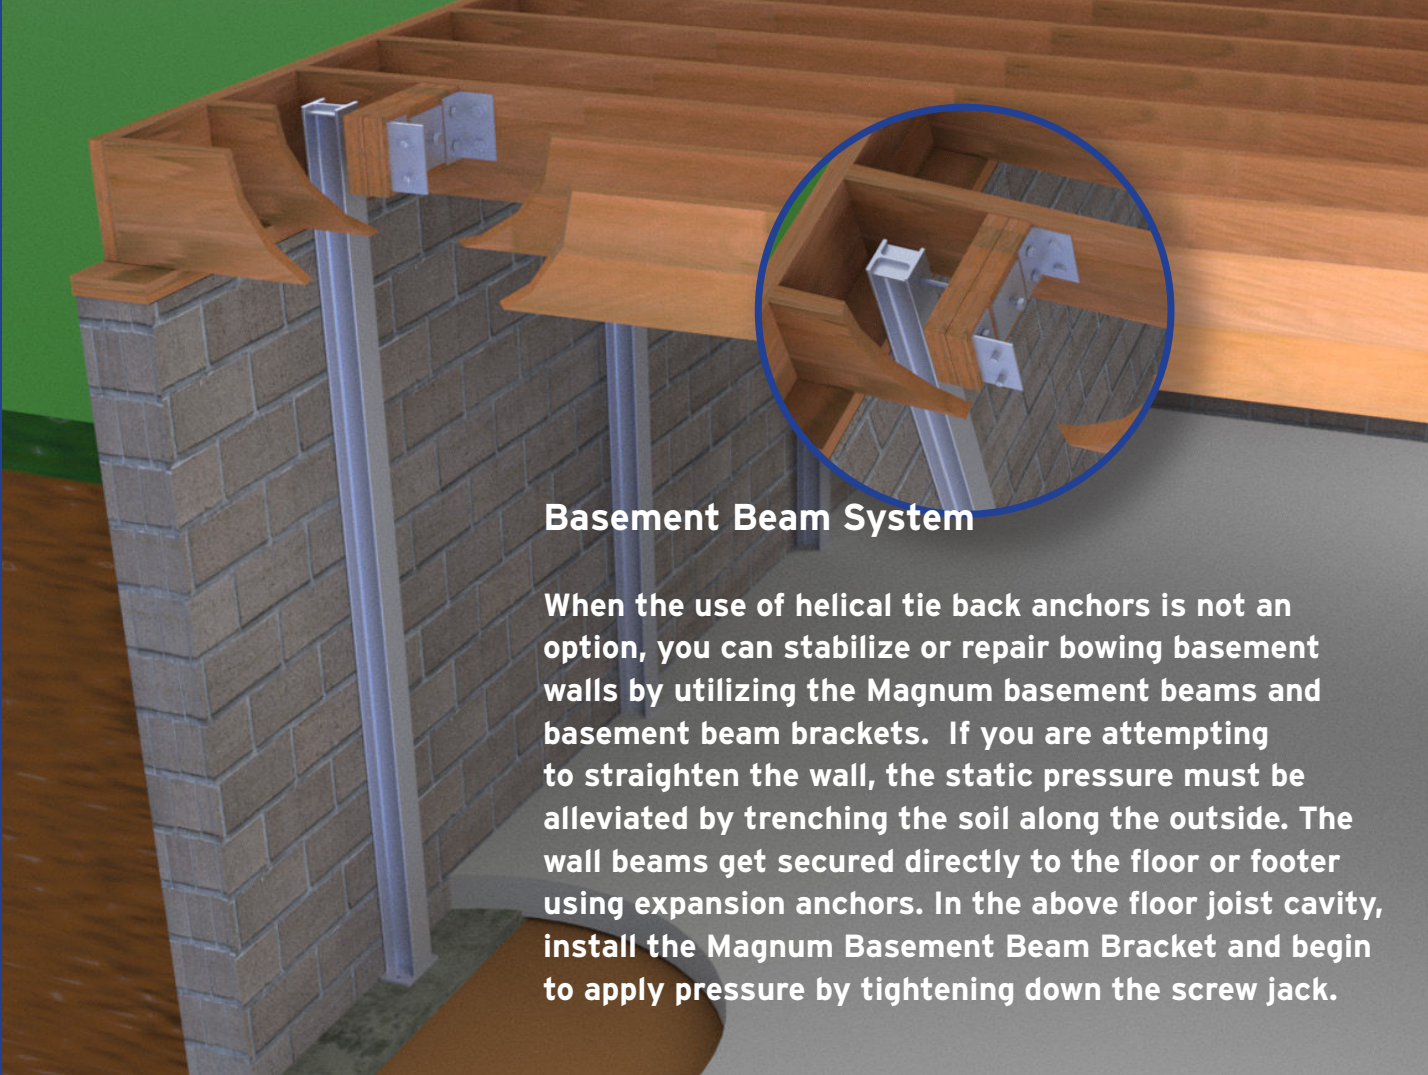 Basement Beam System
When the use of helical tie back anchors is not an
option, you can stabilize or repair bowing basement
walls by utilizing the Magnum basement beams and
basement beam brackets.  If you are attempting
to straighten the wall, the static pressure must be
alleviated by trenching the soil along the outside. The
wall beams get secured directly to the floor or footer
using expansion anchors. In the above floor joist cavity,
install the Magnum Basement Beam Bracket and begin
to apply pressure by tightening down the screw jack.